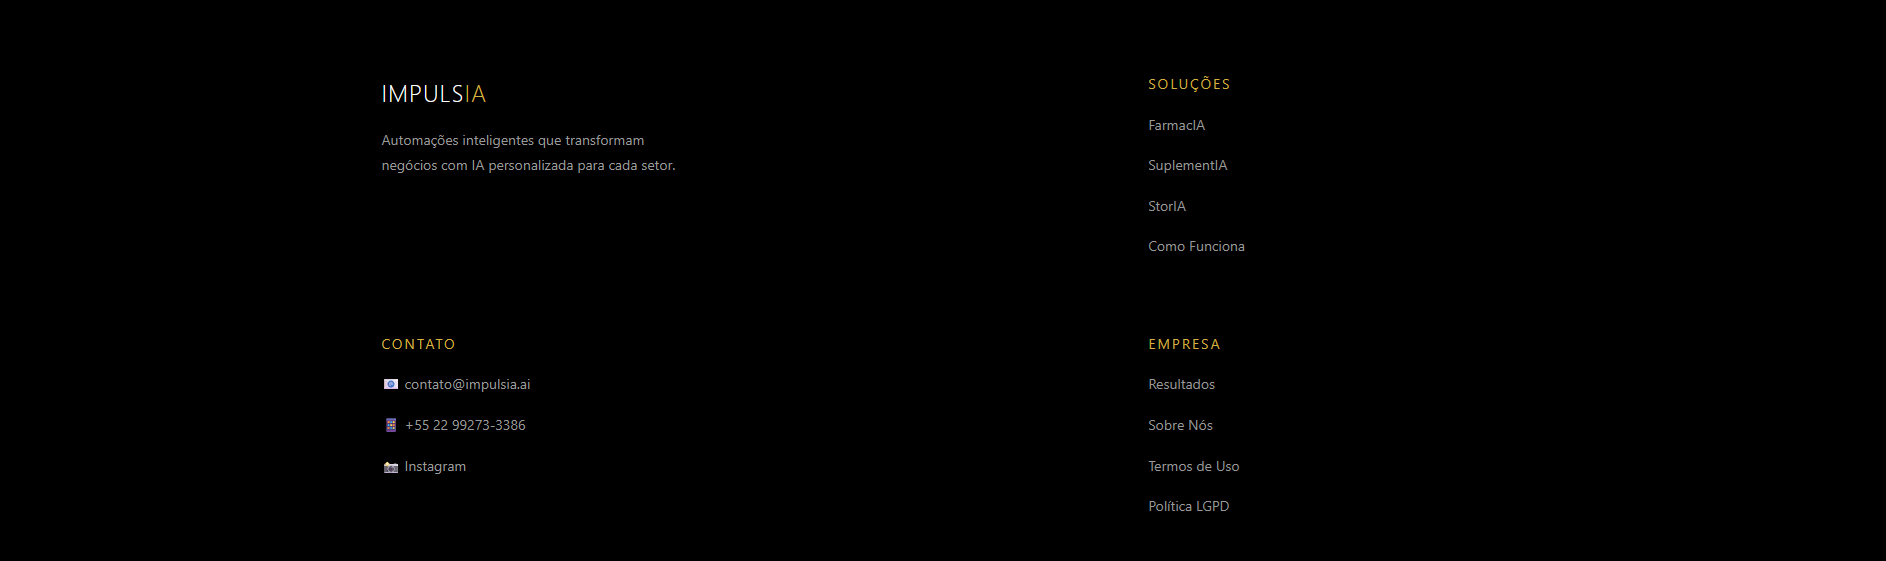 IMPULSIA
Automações inteligentes que transformam
negócios com IA personalizada para cada setor.
SOLUÇÕES
FarmacIA
SuplementIA
StorIA
Como Funciona
CONTATO
contato@impulsia.ai
+55 22 99273-3386
Instagram
EMPRESA
Resultados
Sobre Nós
Termos de Uso
Política LGPD